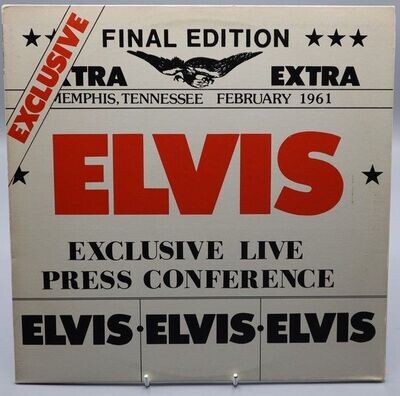 EXCLUSIVE
★★★ FINAL EDITION ★★★
EXTRA EXTRA
MEMPHIS, TENNESSEE FEBRUARY 1961
★ ELVIS ★
EXCLUSIVE LIVE
PRESS CONFERENCE
ELVIS·ELVIS·ELVIS